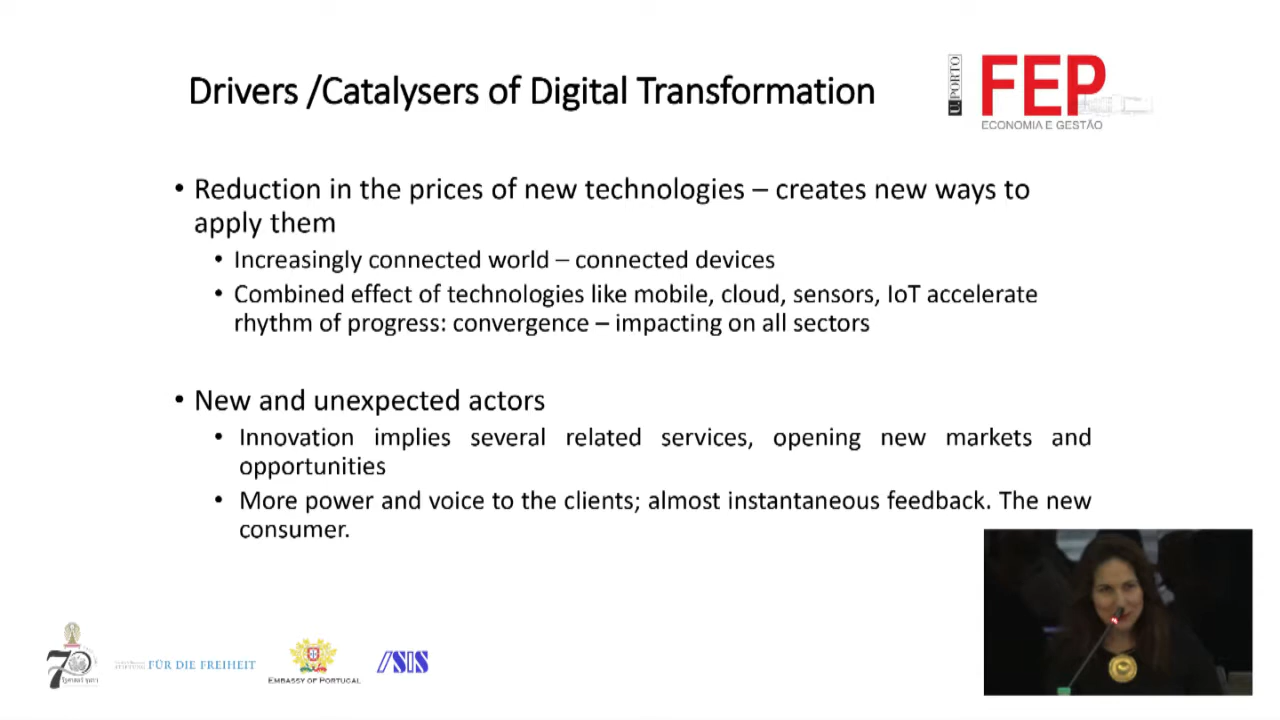 Drivers /Catalysers of Digital Transformation
U.PORTO
FEP
ECONOMIA E GESTÃO
• Reduction in the prices of new technologies – creates new ways to
apply them
• Increasingly connected world – connected devices
• Combined effect of technologies like mobile, cloud, sensors, IoT accelerate
rhythm of progress: convergence – impacting on all sectors
• New and unexpected actors
• Innovation implies several related services, opening new markets and
opportunities
• More power and voice to the clients; almost instantaneous feedback. The new
consumer.
70
FÜR DIE FREIHEIT
EMBASSY OF PORTUGAL
ISIS